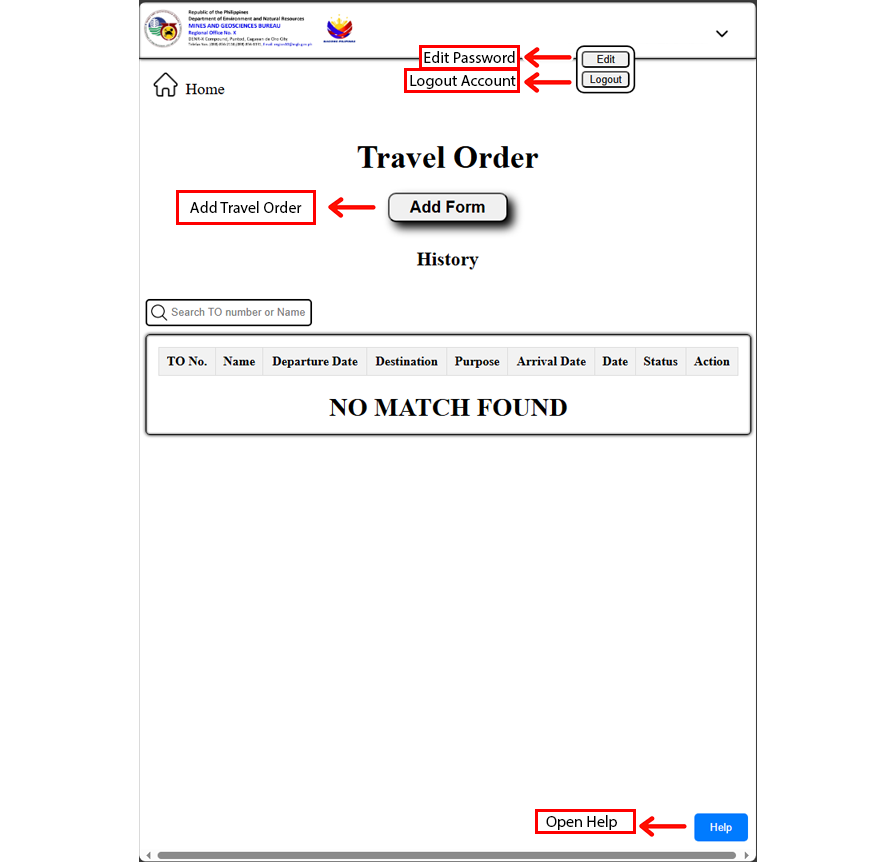 Republic of the Philippines
Department of Environment and Natural Resources
MINES AND GEOSCIENCES BUREAU
Regional Office No. X
DENR-X Compound, Puntod, Cagayan de Oro City
Edit Password
Edit
Logout Account
Logout
Home
Travel Order
Add Travel Order
Add Form
History
Search TO number or Name
TO No. Name Departure Date Destination Purpose Arrival Date Date Status Action
NO MATCH FOUND
Open Help
Help